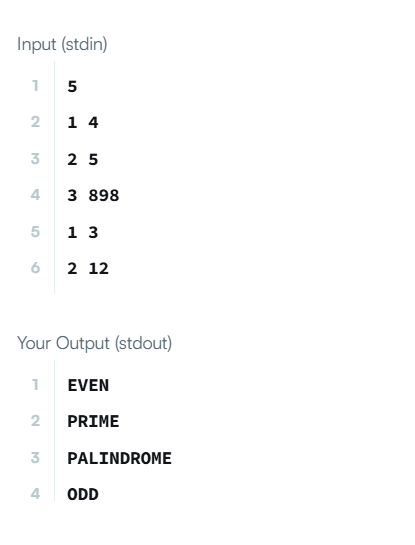 Input (stdin)
1 5
2 1 4
3 2 5
4 3 898
5 1 3
6 2 12
Your Output (stdout)
1 EVEN
2 PRIME
3 PALINDROME
4 ODD